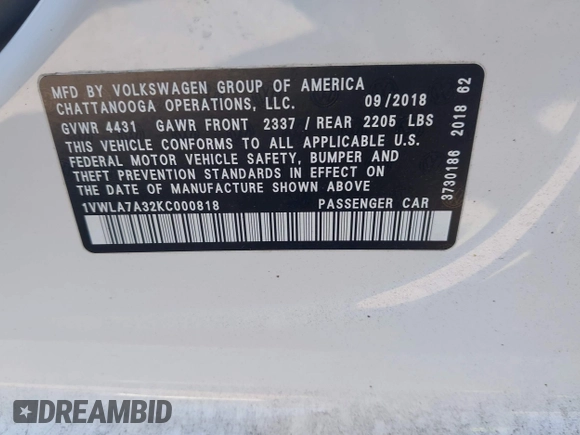 MFD BY VOLKSWAGEN GROUP OF AMERICA
CHATTANOOGA OPERATIONS, LLC. 09/2018
GVWR 4431 GAWR FRONT 2337 / REAR 2205 LBS
THIS VEHICLE CONFORMS TO ALL APPLICABLE U.S.
FEDERAL MOTOR VEHICLE SAFETY, BUMPER AND
THEFT PREVENTION STANDARDS IN EFFECT ON
THE DATE OF MANUFACTURE SHOWN ABOVE
1VWLA7A32KC000818 PASSENGER CAR
3730186 2018 62
DREAMBID